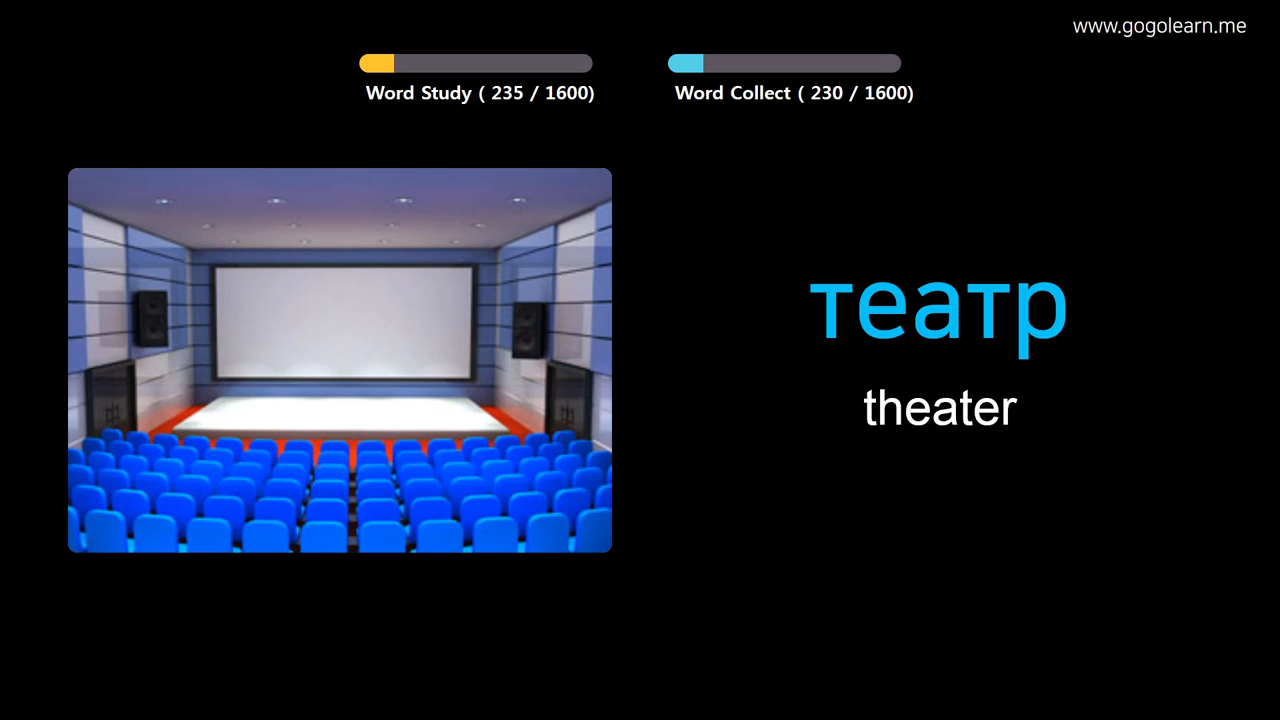 www.gogolearn.me
Word Study ( 235 / 1600)
Word Collect ( 230 / 1600)
театр
theater